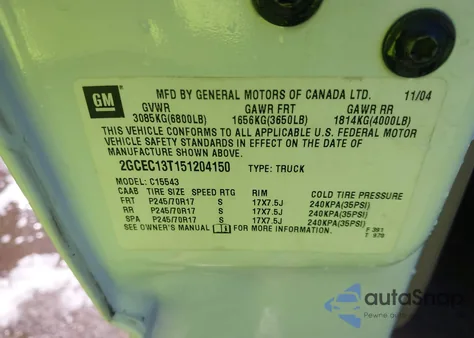 GM
MFD BY GENERAL MOTORS OF CANADA LTD. 11/04
GVWR GAWR FRT GAWR RR
3085KG(6800LB) 1656KG(3650LB) 1814KG(4000LB)
THIS VEHICLE CONFORMS TO ALL APPLICABLE U.S. FEDERAL MOTOR
VEHICLE SAFETY STANDARDS IN EFFECT ON THE DATE OF
MANUFACTURE SHOWN ABOVE.
2GCEC13T151204150 TYPE: TRUCK
MODEL: C15543
TIRE SIZE SPEED RTG RIM COLD TIRE PRESSURE
FRT P245/70R17 S 17X7.5J 240KPA(35PSI)
RR P245/70R17 S 17X7.5J 240KPA(35PSI)
SPA P245/70R17 S 17X7.5J 240KPA(35PSI)
SEE OWNER'S MANUAL FOR MORE INFORMATION
autoSnap
Pewne auto